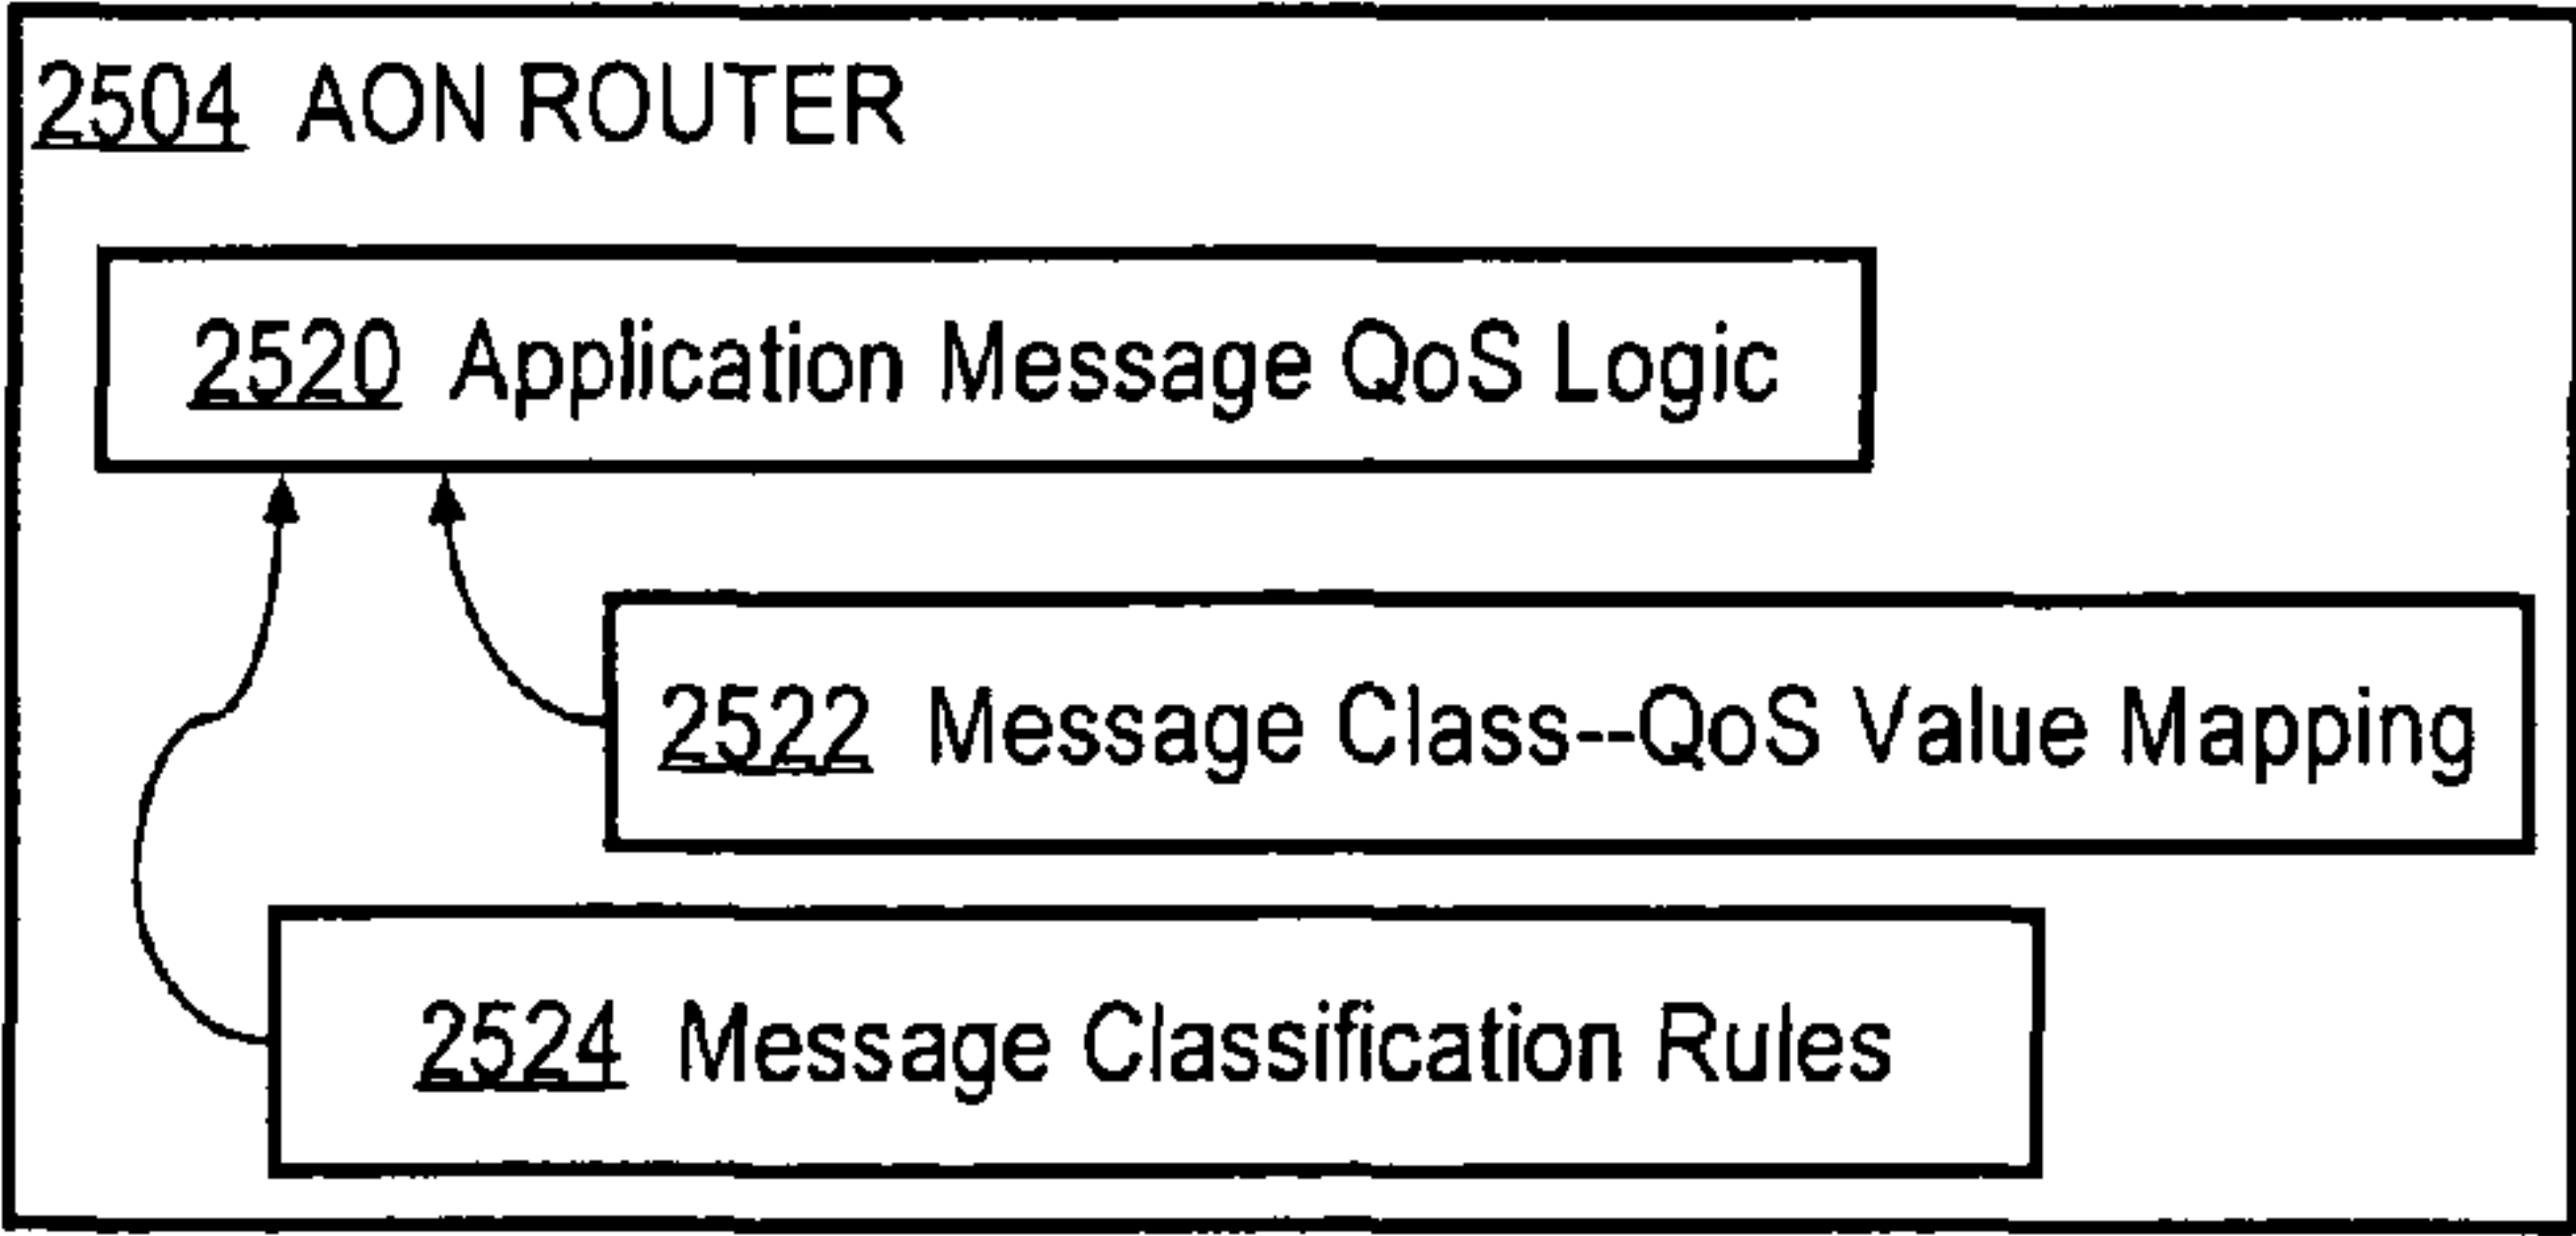 2504 AON ROUTER
2520 Application Message QoS Logic
2522 Message Class--QoS Value Mapping
2524 Message Classification Rules